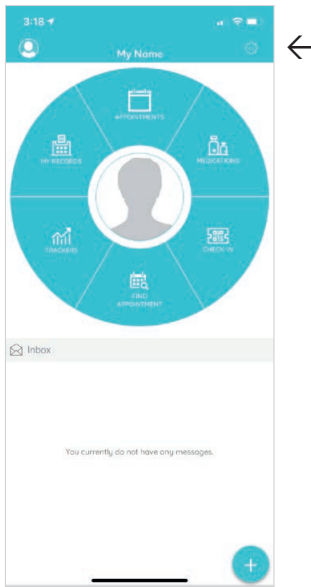 3:18
My Name
APPOINTMENTS
MY RECORDS
MEDICATIONS
TRACKERS
CHECK IN
FIND
APPOINTMENT
Inbox
You currently do not have any messages.